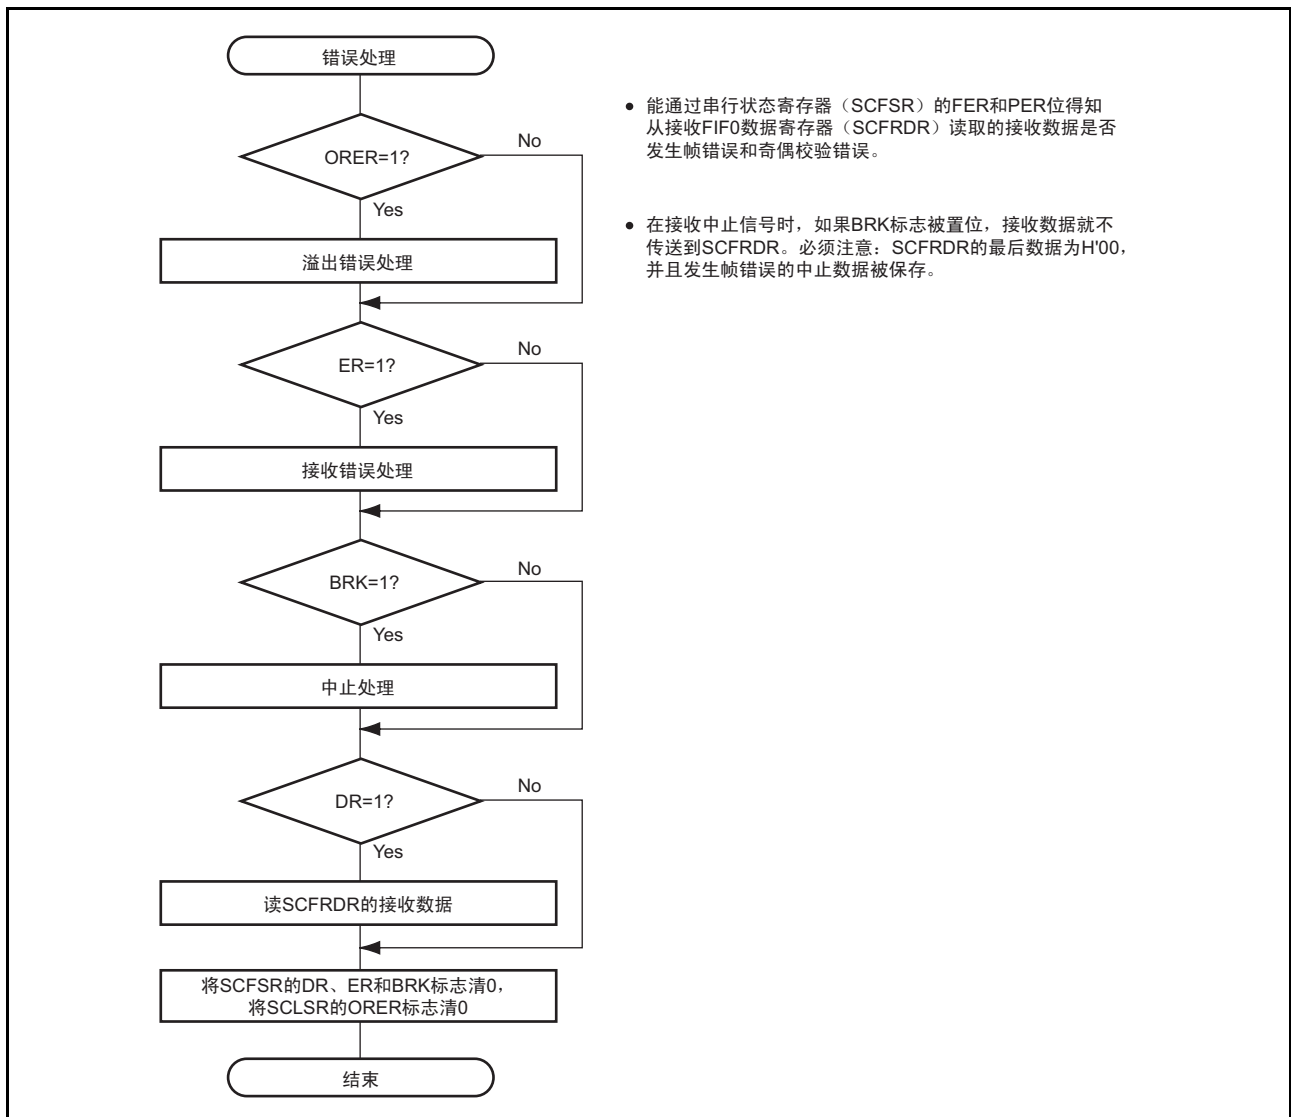 错误处理
ORER=1?
No
Yes
溢出错误处理
ER=1?
No
Yes
接收错误处理
BRK=1?
No
Yes
中止处理
DR=1?
No
Yes
读SCFRDR的接收数据
将SCFSR的DR、ER和BRK标志清0，
将SCLSR的ORER标志清0
结束
● 能通过串行状态寄存器（SCFSR）的FER和PER位得知
从接收FIF0数据寄存器（SCFRDR）读取的接收数据是否
发生帧错误和奇偶校验错误。
● 在接收中止信号时，如果BRK标志被置位，接收数据就不
传送到SCFRDR。必须注意：SCFRDR的最后数据为H'00，
并且发生帧错误的中止数据被保存。